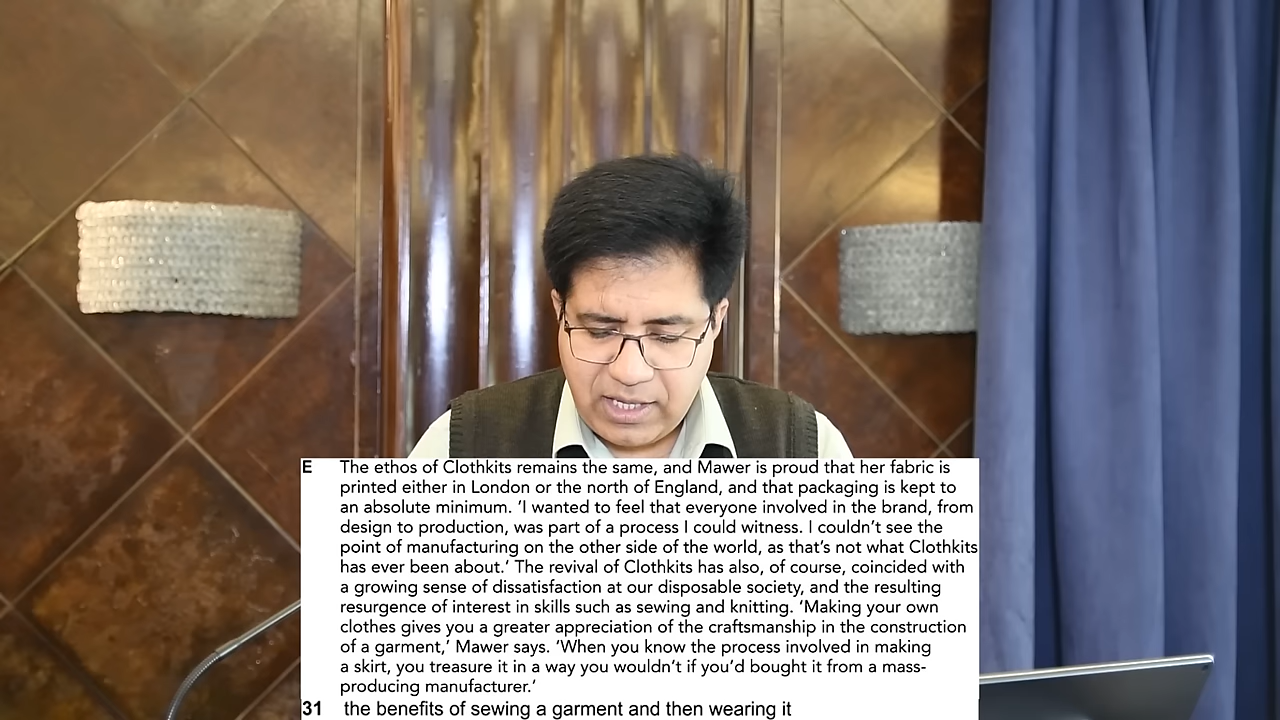 E The ethos of Clothkits remains the same, and Mawer is proud that her fabric is
printed either in London or the north of England, and that packaging is kept to
an absolute minimum. ‘I wanted to feel that everyone involved in the brand, from
design to production, was part of a process I could witness. I couldn’t see the
point of manufacturing on the other side of the world, as that’s not what Clothkits
has ever been about.’ The revival of Clothkits has also, of course, coincided with
a growing sense of dissatisfaction at our disposable society, and the resulting
resurgence of interest in skills such as sewing and knitting. ‘Making your own
clothes gives you a greater appreciation of the craftsmanship in the construction
of a garment,’ Mawer says. ‘When you know the process involved in making
a skirt, you treasure it in a way you wouldn’t if you’d bought it from a mass-
producing manufacturer.’
31 the benefits of sewing a garment and then wearing it